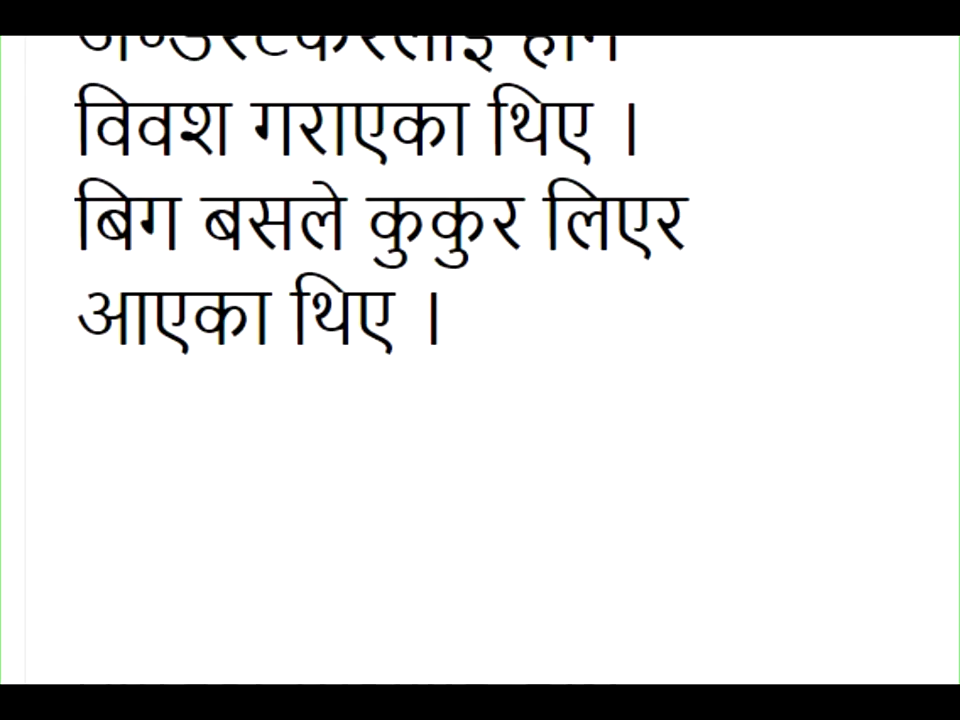 विवश गराएका थिए ।
बिग बसले कुकुर लिएर
आएका थिए ।